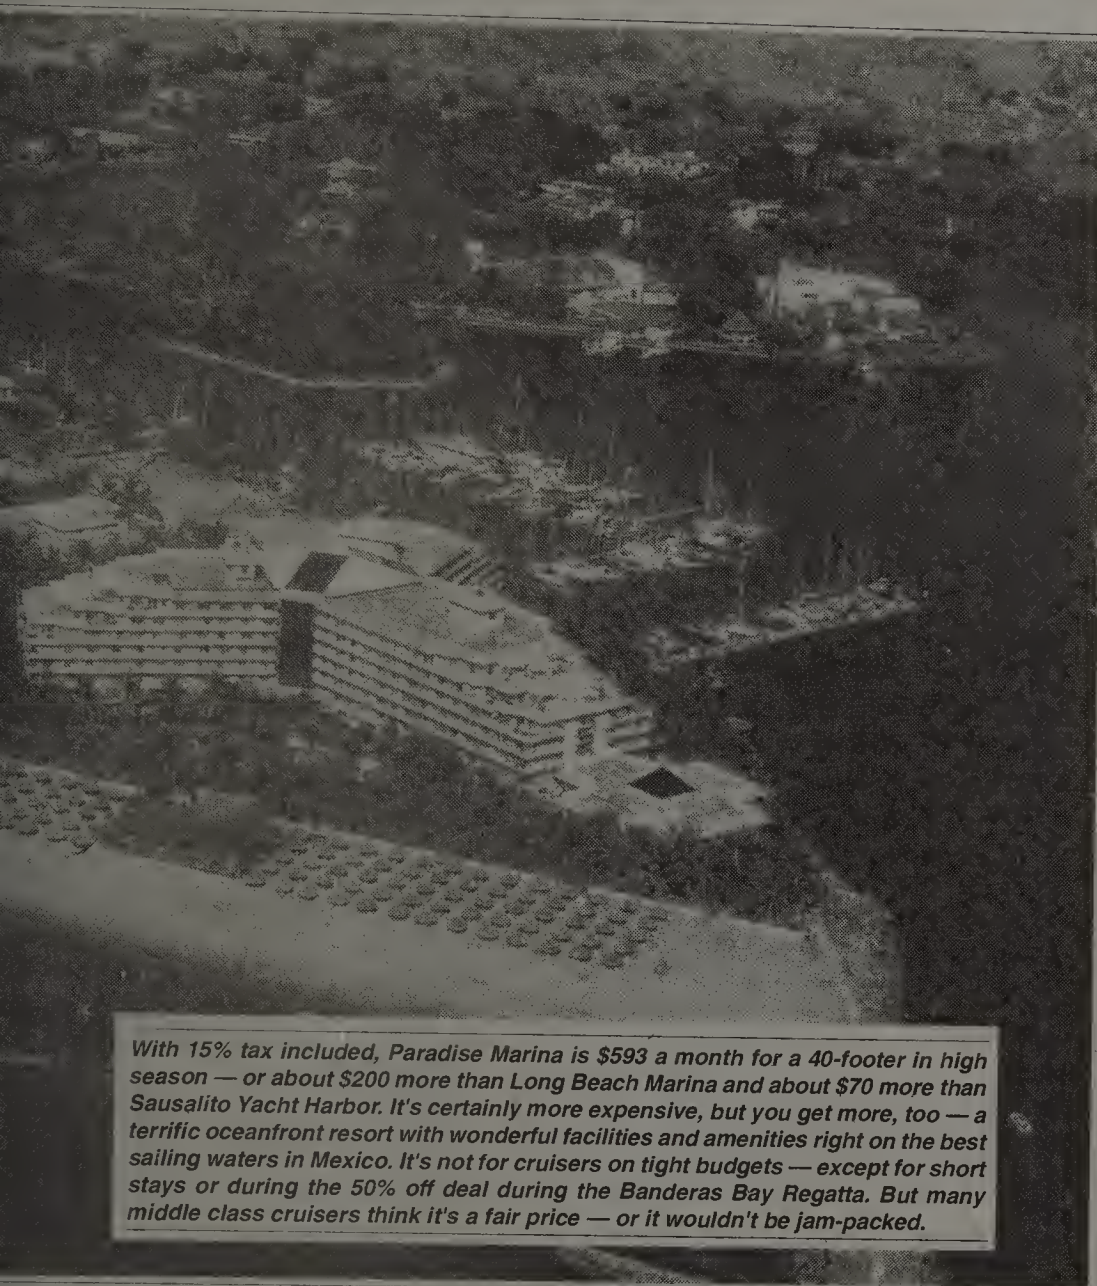 With 15% tax included, Paradise Marina is $593 a month for a 40-footer in high
season — or about $200 more than Long Beach Marina and about $70 more than
Sausalito Yacht Harbor. It's certainly more expensive, but you get more, too — a
terrific oceanfront resort with wonderful facilities and amenities right on the best
sailing waters in Mexico. It's not for cruisers on tight budgets — except for short
stays or during the 50% off deal during the Banderas Bay Regatta. But many
middle class cruisers think it's a fair price — or it wouldn't be jam-packed.